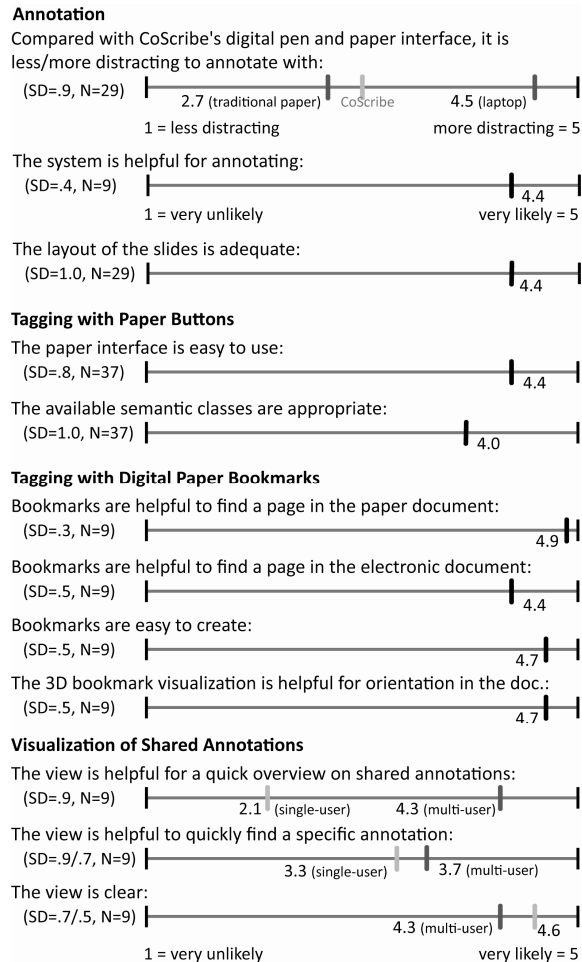 Annotation
Compared with CoScribe's digital pen and paper interface, it is
less/more distracting to annotate with:
(SD=.9, N=29)
2.7 (traditional paper) CoScribe 4.5 (laptop)
1 = less distracting more distracting = 5
The system is helpful for annotating:
(SD=.4, N=9)
4.4
1 = very unlikely very likely = 5
The layout of the slides is adequate:
(SD=1.0, N=29)
4.4
Tagging with Paper Buttons
The paper interface is easy to use:
(SD=.8, N=37)
4.4
The available semantic classes are appropriate:
(SD=1.0, N=37)
4.0
Tagging with Digital Paper Bookmarks
Bookmarks are helpful to find a page in the paper document:
(SD=.3, N=9)
4.9
Bookmarks are helpful to find a page in the electronic document:
(SD=.5, N=9)
4.4
Bookmarks are easy to create:
(SD=.5, N=9)
4.7
The 3D bookmark visualization is helpful for orientation in the doc.:
(SD=.5, N=9)
4.7
Visualization of Shared Annotations
The view is helpful for a quick overview on shared annotations:
(SD=.9, N=9)
2.1 (single-user) 4.3 (multi-user)
The view is helpful to quickly find a specific annotation:
(SD=.9/.7, N=9)
3.3 (single-user) 3.7 (multi-user)
The view is clear:
(SD=.7/.5, N=9)
4.3 (multi-user) 4.6
1 = very unlikely very likely = 5